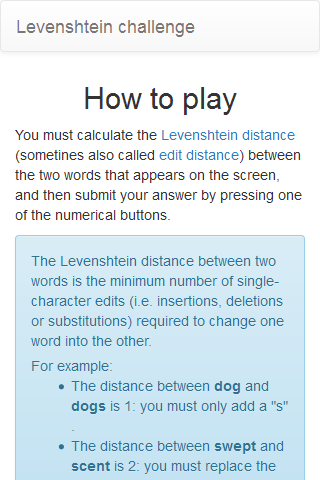 Levenshtein challenge
How to play
You must calculate the Levenshtein distance
(sometines also called edit distance) between
the two words that appears on the screen,
and then submit your answer by pressing one
of the numerical buttons.
The Levenshtein distance between two
words is the minimum number of single-
character edits (i.e. insertions, deletions
or substitutions) required to change one
word into the other.
For example:
• The distance between dog and
dogs is 1: you must only add a "s"
.
• The distance between swept and
scent is 2: you must replace the